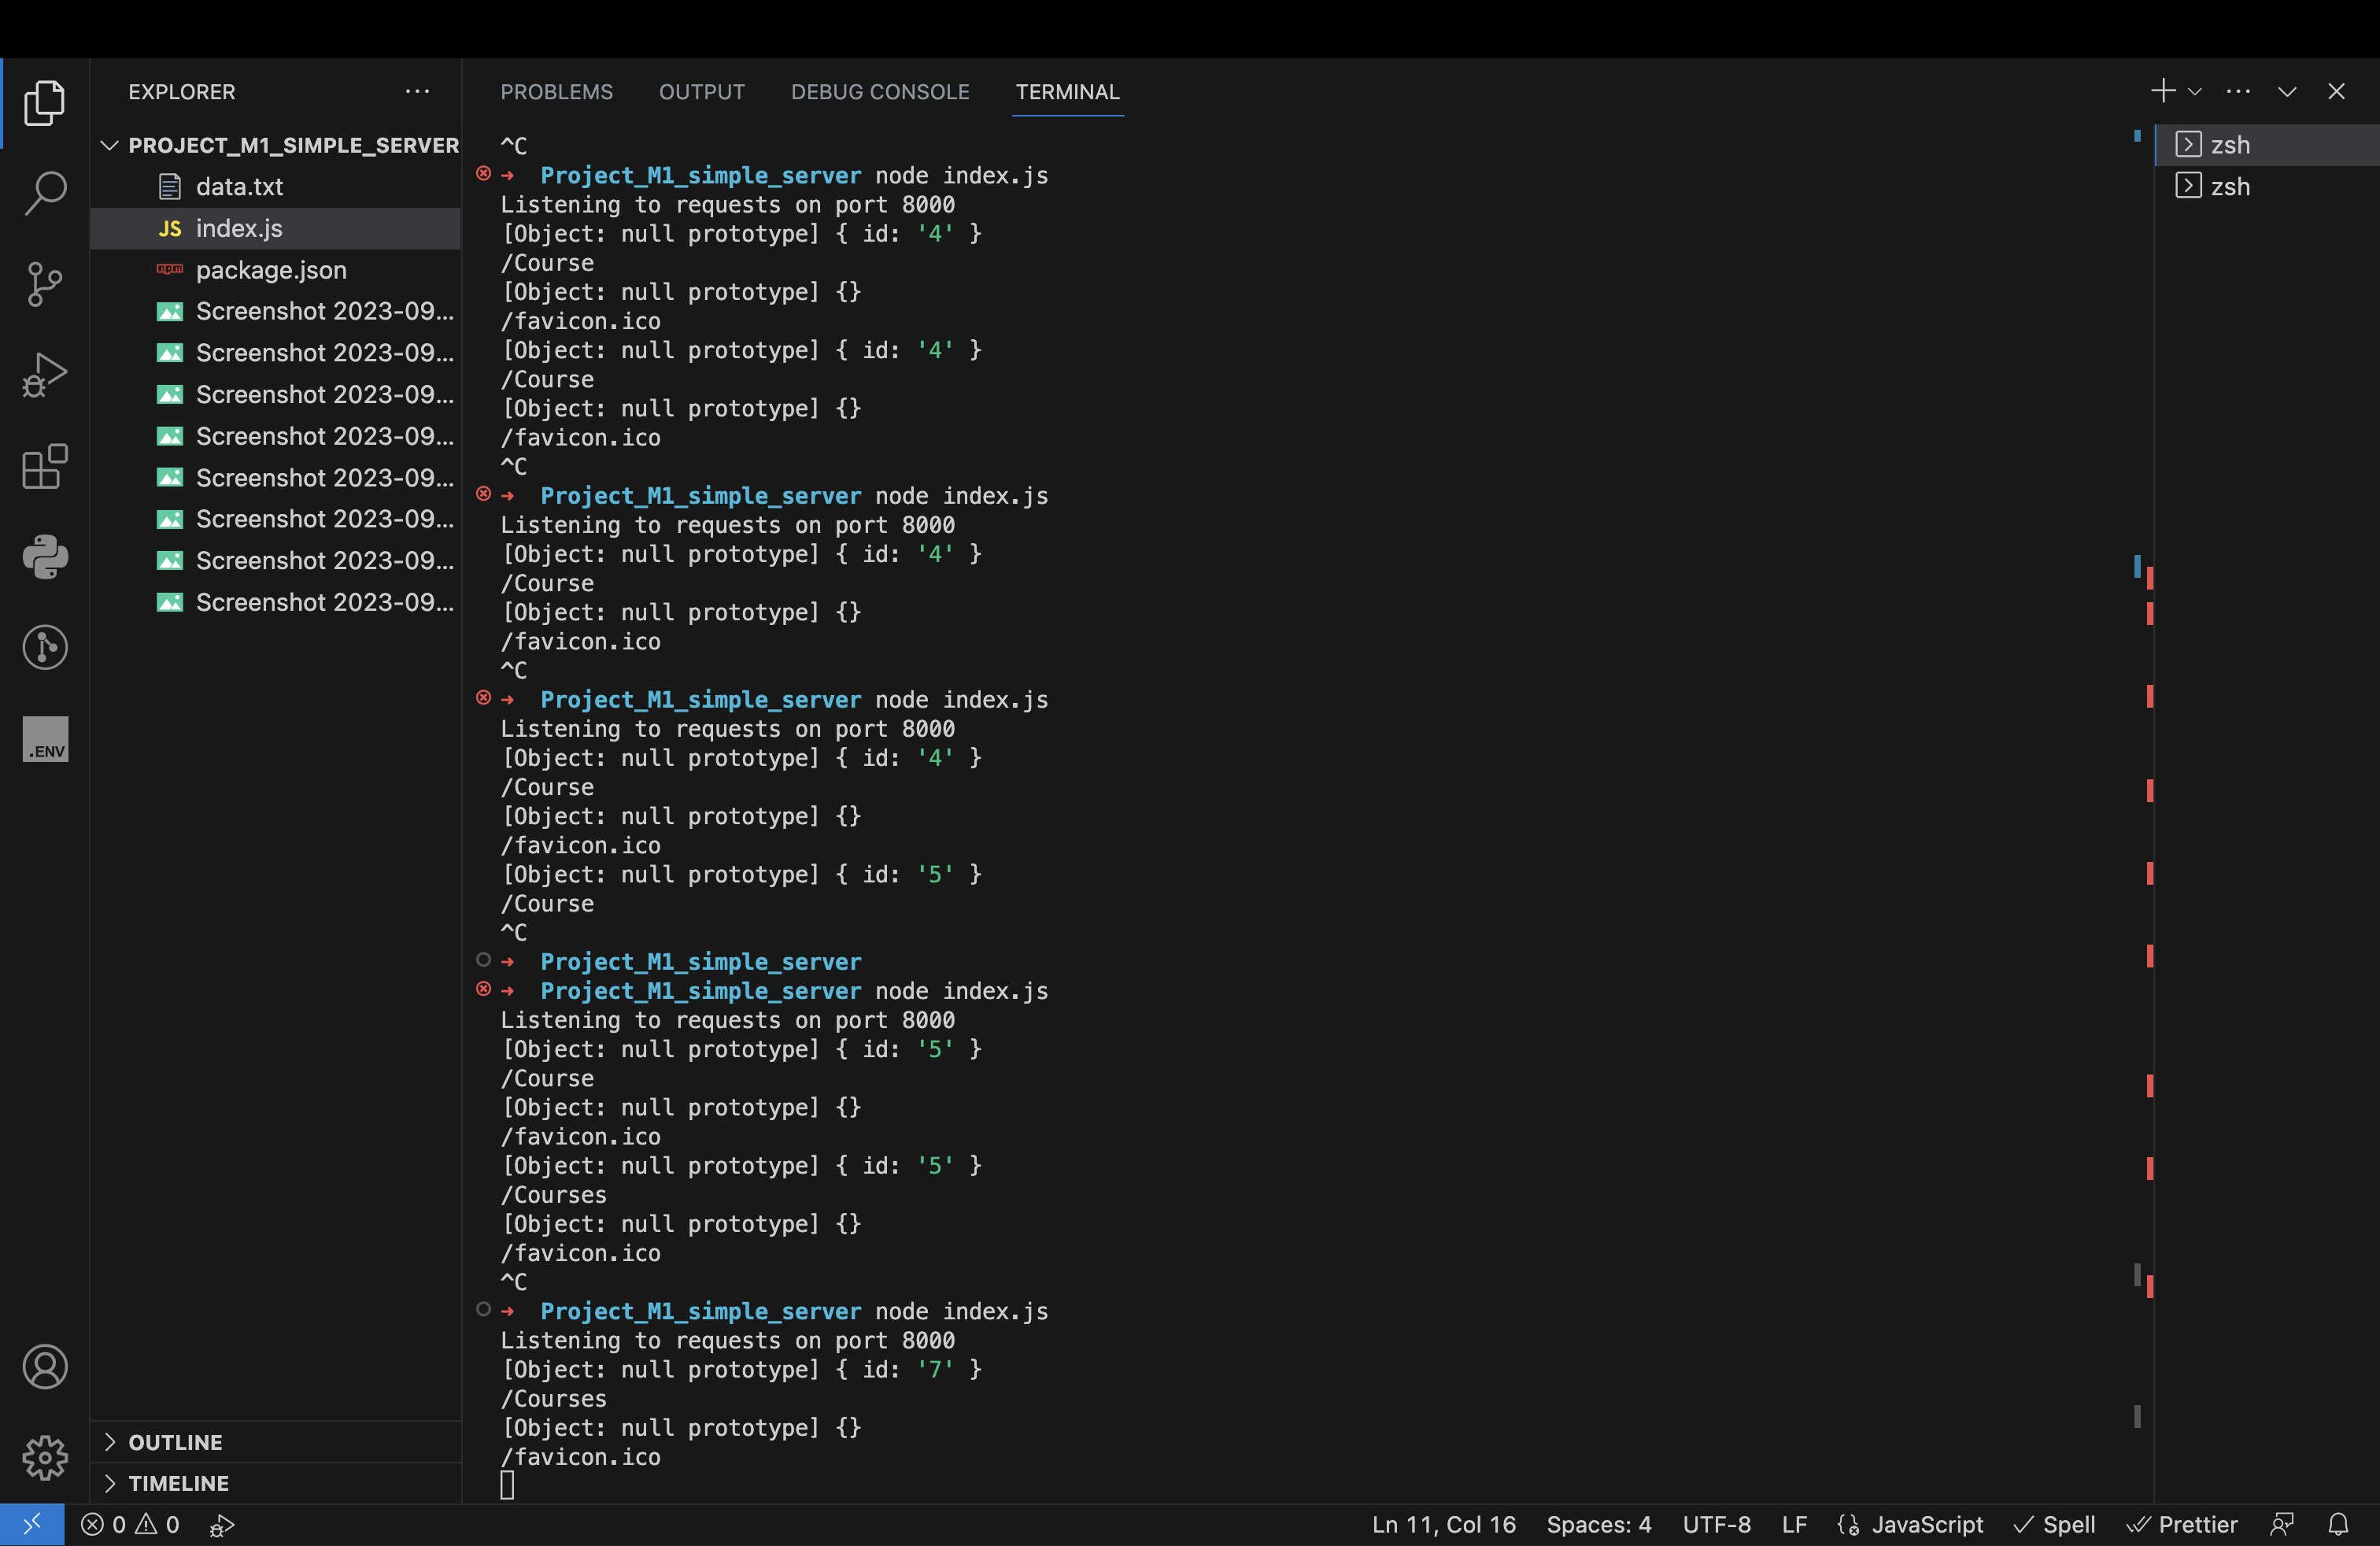 EXPLORER
PROJECT_M1_SIMPLE_SERVER
data.txt
JS index.js
package.json
Screenshot 2023-09...
Screenshot 2023-09...
Screenshot 2023-09...
Screenshot 2023-09...
Screenshot 2023-09...
Screenshot 2023-09...
Screenshot 2023-09...
Screenshot 2023-09...
.ENV
OUTLINE
TIMELINE
PROBLEMS OUTPUT DEBUG CONSOLE TERMINAL
^C
Project_M1_simple_server node index.js
Listening to requests on port 8000
[Object: null prototype] { id: '4' }
/Course
[Object: null prototype] {}
/favicon.ico
[Object: null prototype] { id: '4' }
/Course
[Object: null prototype] {}
/favicon.ico
^C
Project_M1_simple_server node index.js
Listening to requests on port 8000
[Object: null prototype] { id: '4' }
/Course
[Object: null prototype] {}
/favicon.ico
^C
Project_M1_simple_server node index.js
Listening to requests on port 8000
[Object: null prototype] { id: '4' }
/Course
[Object: null prototype] {}
/favicon.ico
[Object: null prototype] { id: '5' }
/Course
^C
Project_M1_simple_server
Project_M1_simple_server node index.js
Listening to requests on port 8000
[Object: null prototype] { id: '5' }
/Course
[Object: null prototype] {}
/favicon.ico
[Object: null prototype] { id: '5' }
/Courses
[Object: null prototype] {}
/favicon.ico
^C
Project_M1_simple_server node index.js
Listening to requests on port 8000
[Object: null prototype] { id: '7' }
/Courses
[Object: null prototype] {}
/favicon.ico
zsh
zsh
0 0 Ln 11, Col 16 Spaces: 4 UTF-8 LF JavaScript Spell Prettier